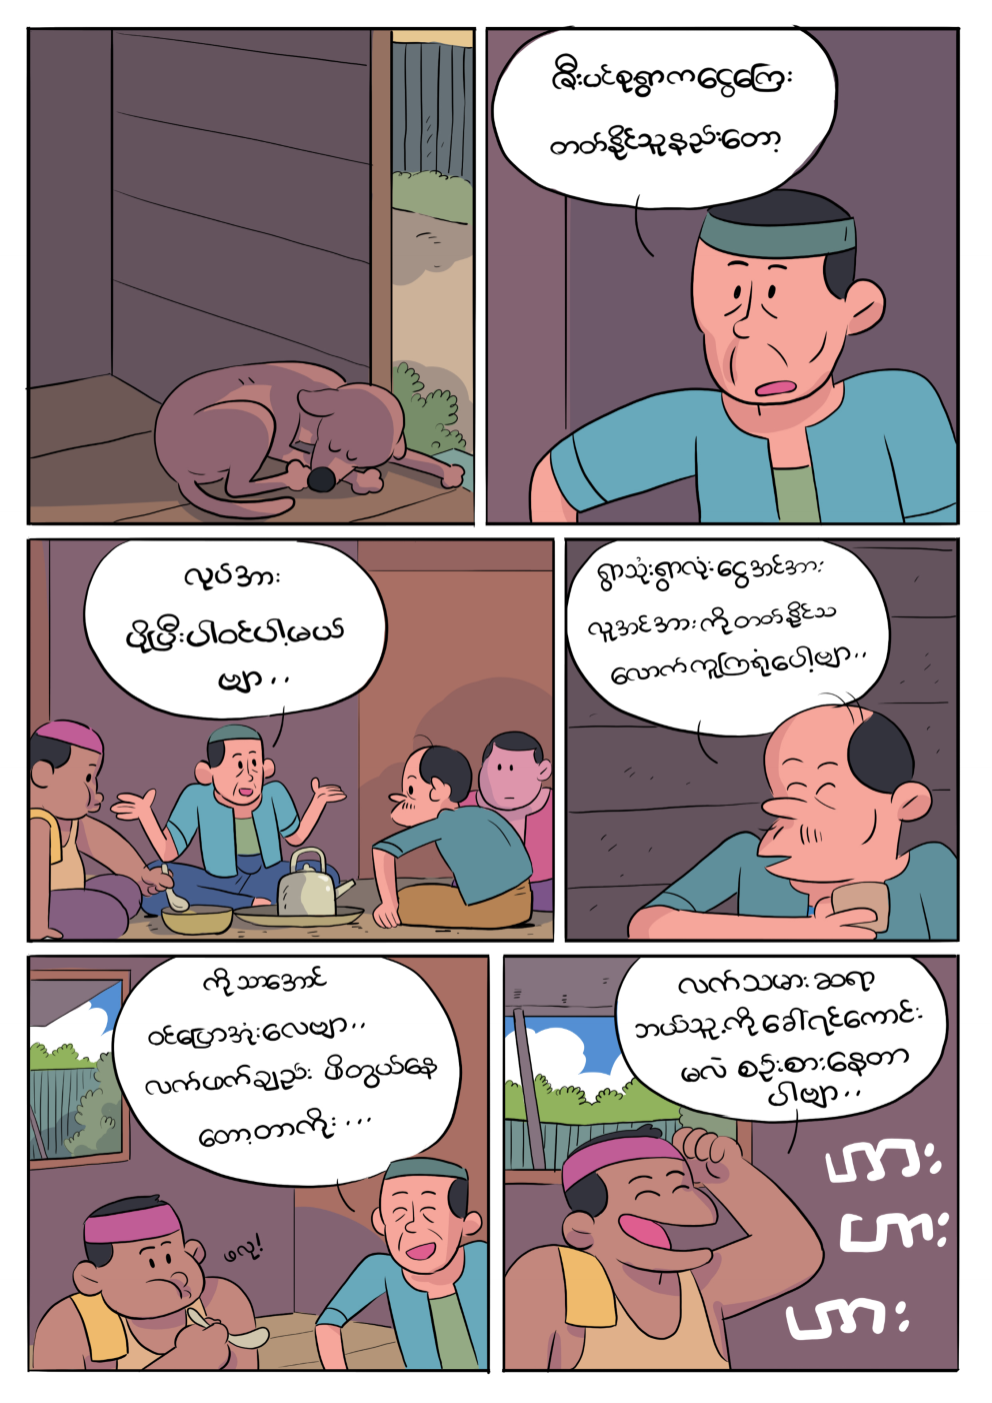 ဇီးပင်စုရွာကငွေကြေး
တတ်နိုင်သူနည်းတော့
လုပ်အား
ပိုပြီးပါဝင်ပါ့မယ်
ဗျာ..
ရွာသုံးရွာလုံးငွေအင်အား
လူအင်အားကိုတတ်နိုင်သ
လောက်ကူကြရုံပေါ့ဗျာ..
ကိုသာအောင်
ဝင်ပြောအုံးလေဗျာ..
လက်ဖက်ချည်း ဖိတွယ်နေ
တော့တာကိုး...
ဖလူ!
လက်သမားဆရာ
ဘယ်သူ့ကိုခေါ်ရင်ကောင်း
မလဲ စဉ်းစားနေတာ
ပါဗျာ..
ဟား
ဟား
ဟား